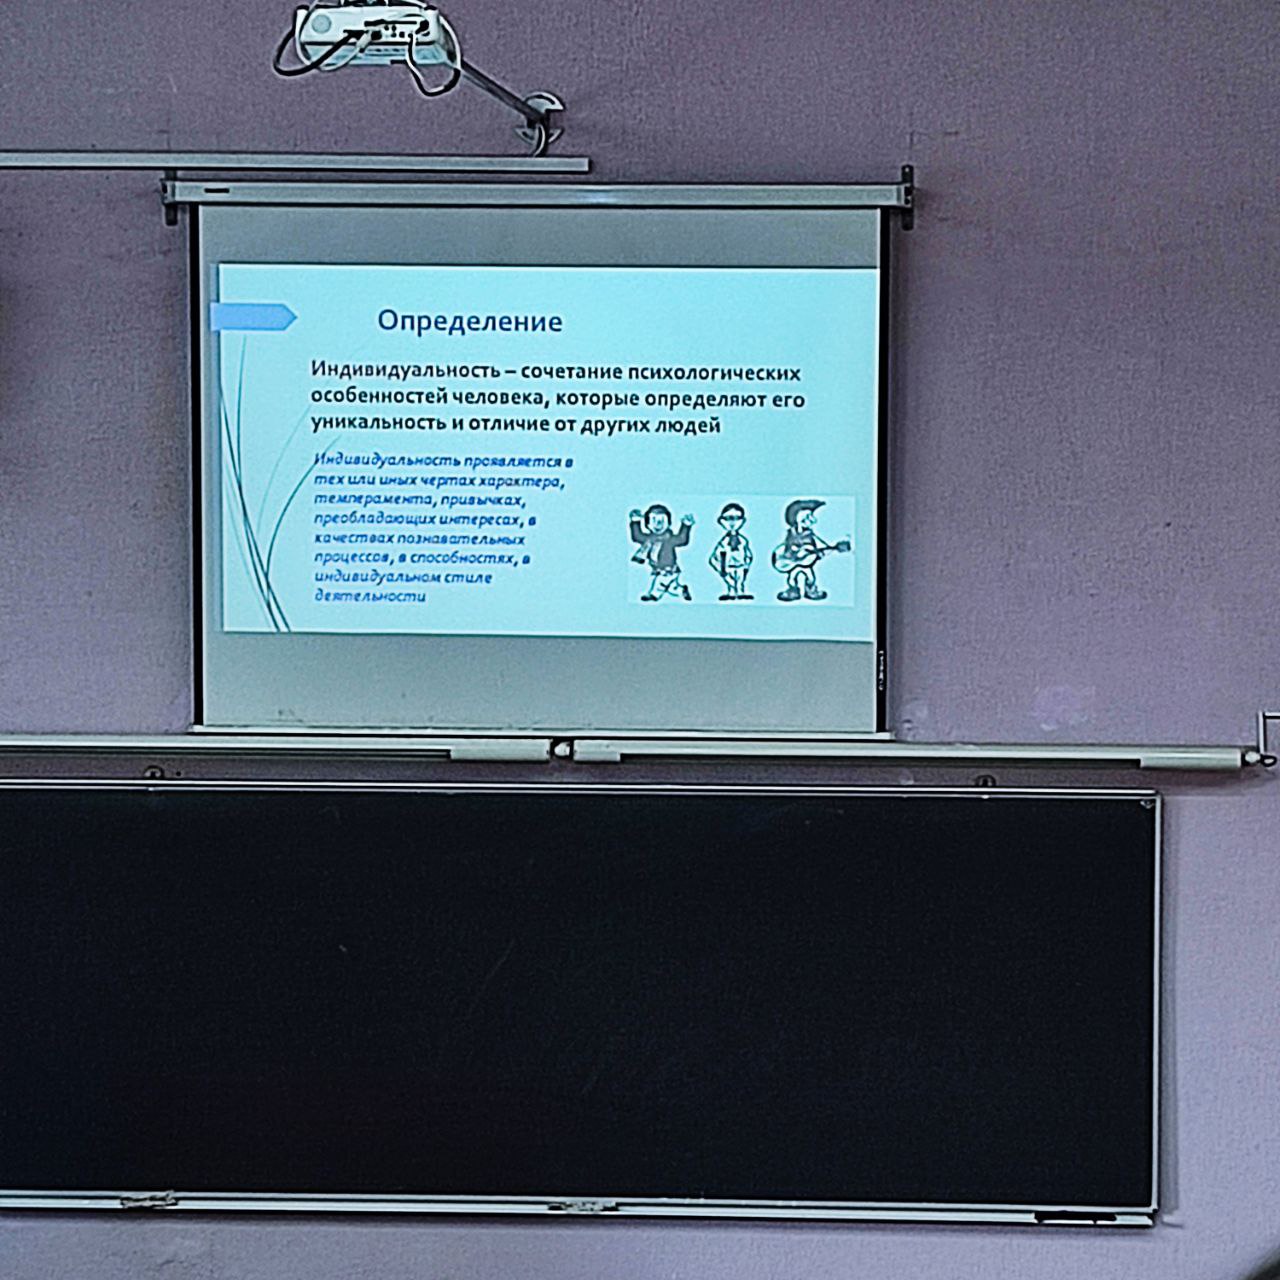 Определение
Индивидуальность – сочетание психологических
особенностей человека, которые определяют его
уникальность и отличие от других людей
Индивидуальность проявляется в
тех или иных чертах характера,
темперамента, привычках,
преобладающих интересах, в
качествах познавательных
процессов, в способностях, в
индивидуальном стиле
деятельности